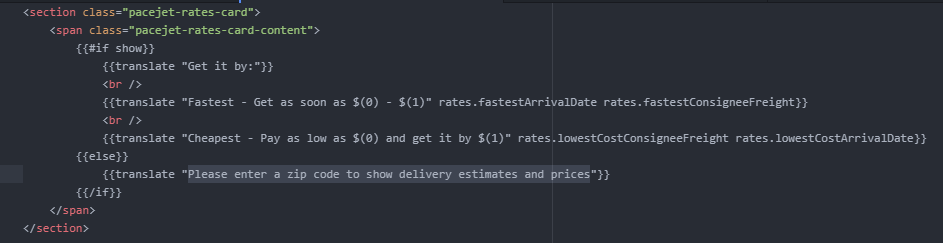 <section class="pacejet-rates-card">
<span class="pacejet-rates-card-content">
{{#if show}}
{{translate "Get it by:"}}
<br />
{{translate "Fastest - Get as soon as $(0) - $(1)" rates.fastestArrivalDate rates.fastestConsigneeFreight}}
<br />
{{translate "Cheapest - Pay as low as $(0) and get it by $(1)" rates.lowestCostConsigneeFreight rates.lowestCostArrivalDate}}
{{else}}
{{translate "Please enter a zip code to show delivery estimates and prices"}}
{{/if}}
</span>
</section>